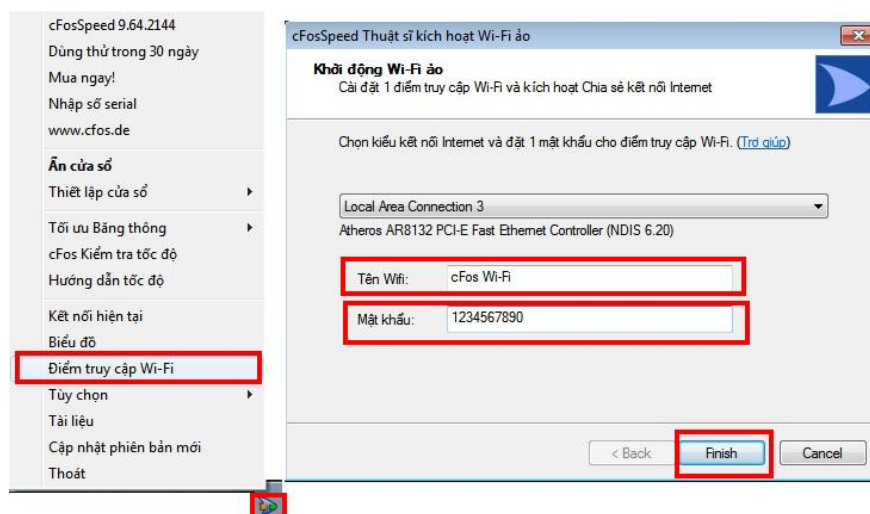 cFosSpeed 9.64.2144
Dùng thử trong 30 ngày
Mua ngay!
Nhập số serial
www.cfos.de
Ẩn cửa sổ
Thiết lập cửa sổ
Tối ưu Băng thông
cFos Kiểm tra tốc độ
Hướng dẫn tốc độ
Kết nối hiện tại
Biểu đồ
Điểm truy cập Wi-Fi
Tùy chọn
Tài liệu
Cập nhật phiên bản mới
Thoát
cFosSpeed Thuật sĩ kích hoạt Wi-Fi ảo
Khởi động Wi-Fi ảo
Cài đặt 1 điểm truy cập Wi-Fi và kích hoạt Chia sẻ kết nối Internet
Chọn kiểu kết nối Internet và đặt 1 mật khẩu cho điểm truy cập Wi-Fi. (Trợ giúp)
Local Area Connection 3
Atheros AR8132 PCI-E Fast Ethernet Controller (NDIS 6.20)
Tên Wifi: cFos Wi-Fi
Mật khẩu: 1234567890
< Back Finish Cancel